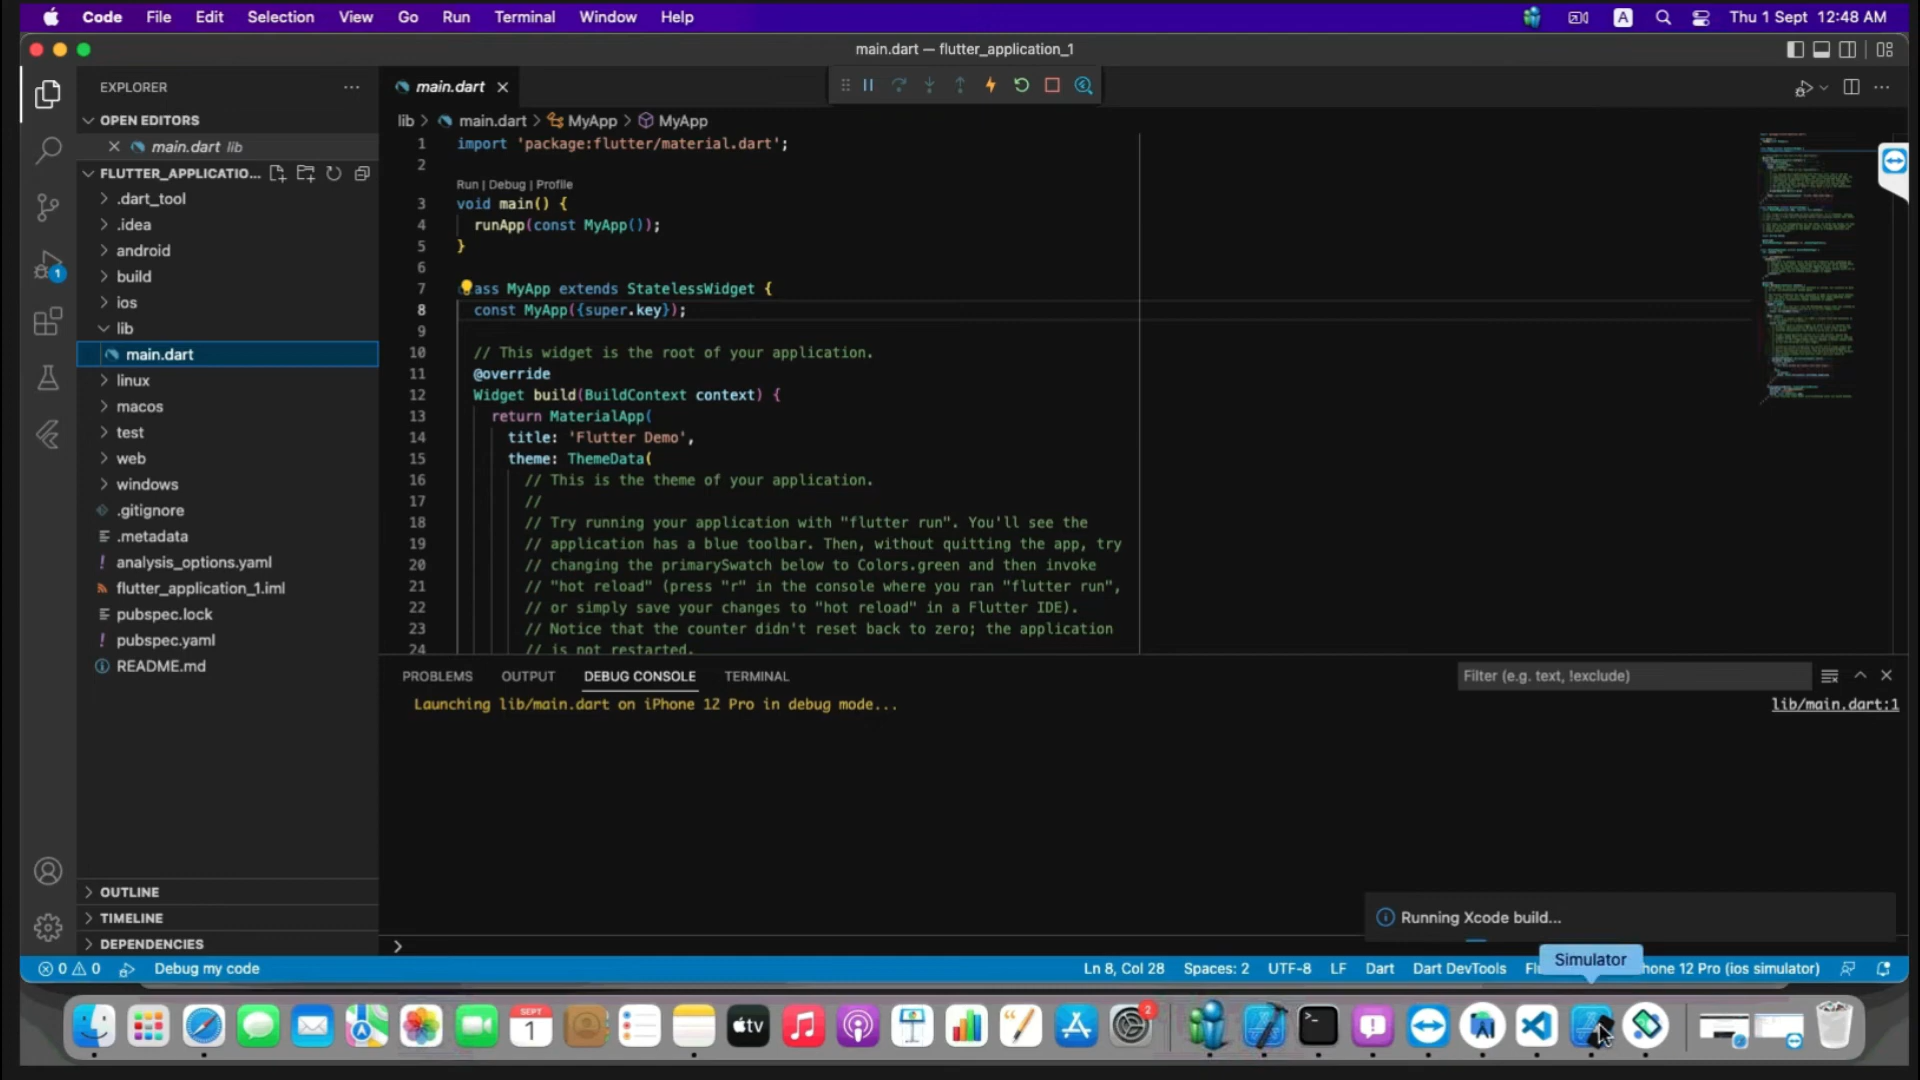 Code File Edit Selection View Go Run Terminal Window Help
A
Thu 1 Sept 12:48 AM
main.dart — flutter_application_1
EXPLORER
OPEN EDITORS
main.dart lib
FLUTTER_APPLICATIO...
.dart_tool
.idea
android
build
ios
lib
main.dart
linux
macos
test
web
windows
.gitignore
.metadata
analysis_options.yaml
flutter_application_1.iml
pubspec.lock
pubspec.yaml
README.md
OUTLINE
TIMELINE
DEPENDENCIES
1
main.dart
lib > main.dart > MyApp > MyApp
1 import 'package:flutter/material.dart';
2
Run | Debug | Profile
3 void main() {
4 runApp(const MyApp());
5 }
6
7 ass MyApp extends StatelessWidget {
8 const MyApp({super.key});
9
10 // This widget is the root of your application.
11 @override
12 Widget build(BuildContext context) {
13 return MaterialApp(
14 title: 'Flutter Demo',
15 theme: ThemeData(
16 // This is the theme of your application.
17 //
18 // Try running your application with "flutter run". You'll see the
19 // application has a blue toolbar. Then, without quitting the app, try
20 // changing the primarySwatch below to Colors.green and then invoke
21 // "hot reload" (press "r" in the console where you ran "flutter run",
22 // or simply save your changes to "hot reload" in a Flutter IDE).
23 // Notice that the counter didn't reset back to zero; the application
24 // is not restarted.
PROBLEMS OUTPUT DEBUG CONSOLE TERMINAL
Filter (e.g. text, !exclude)
Launching lib/main.dart on iPhone 12 Pro in debug mode...
lib/main.dart:1
Running Xcode build...
Simulator
0 0 Debug my code
Ln 8, Col 28 Spaces: 2 UTF-8 LF Dart Dart DevTools Fl hone 12 Pro (ios simulator)
SEPT
1
tv
2